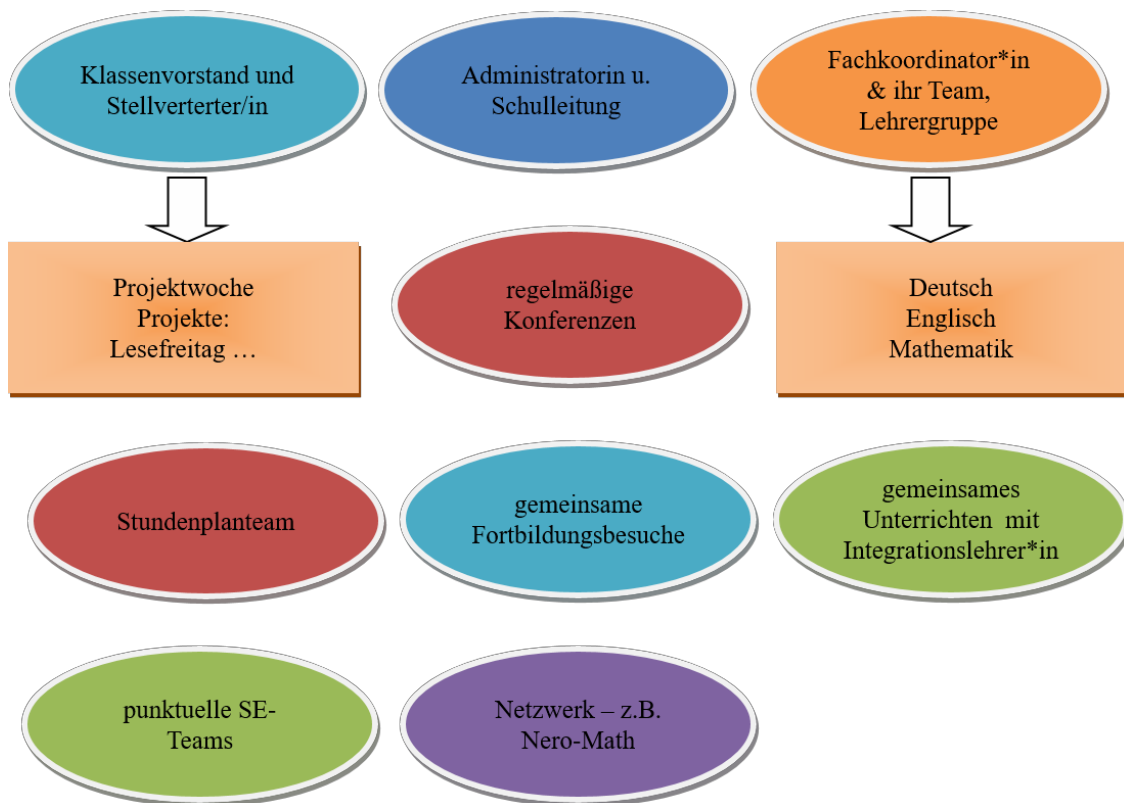 Klassenvorstand und
Stellverterter/in
Administratorin u.
Schulleitung
Fachkoordinator*in
& ihr Team,
Lehrergruppe
Projektwoche
Projekte:
Lesefreitag …
regelmäßige
Konferenzen
Deutsch
Englisch
Mathematik
Stundenplanteam
gemeinsame
Fortbildungsbesuche
gemeinsames
Unterrichten mit
Integrationslehrer*in
punktuelle SE-
Teams
Netzwerk – z.B.
Nero-Math